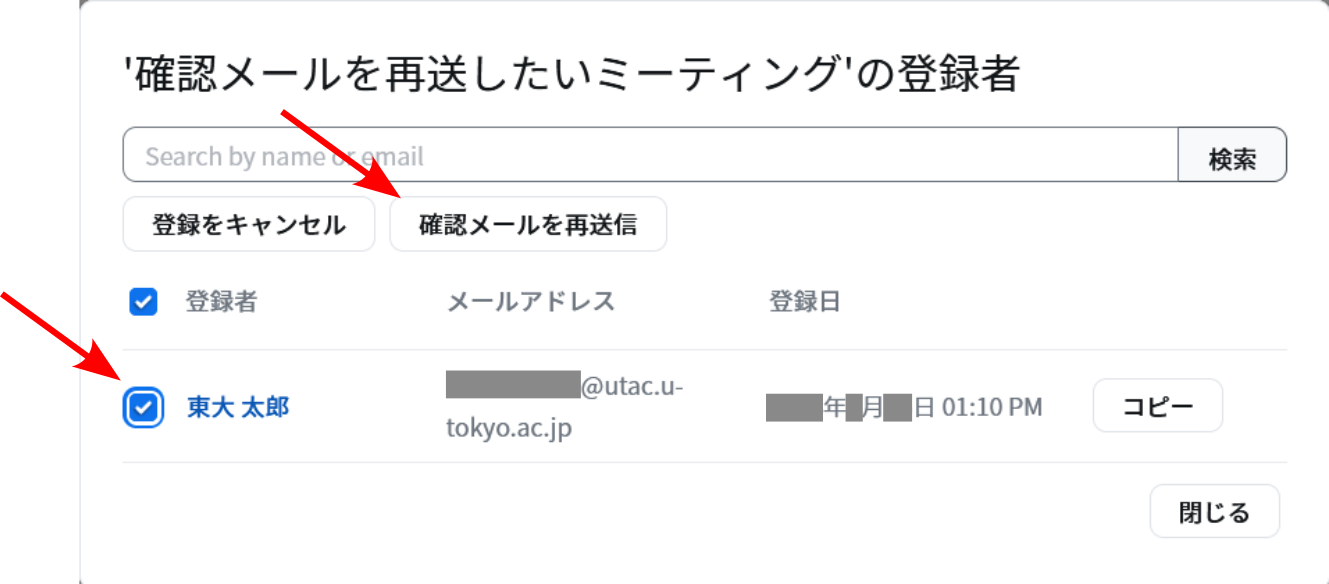 '確認メールを再送したいミーティング'の登録者
Search by name or email
検索
登録をキャンセル
確認メールを再送信
登録者
メールアドレス
登録日
東大 太郎
@utac.u-
tokyo.ac.jp
年 月 日 01:10 PM
コピー
閉じる